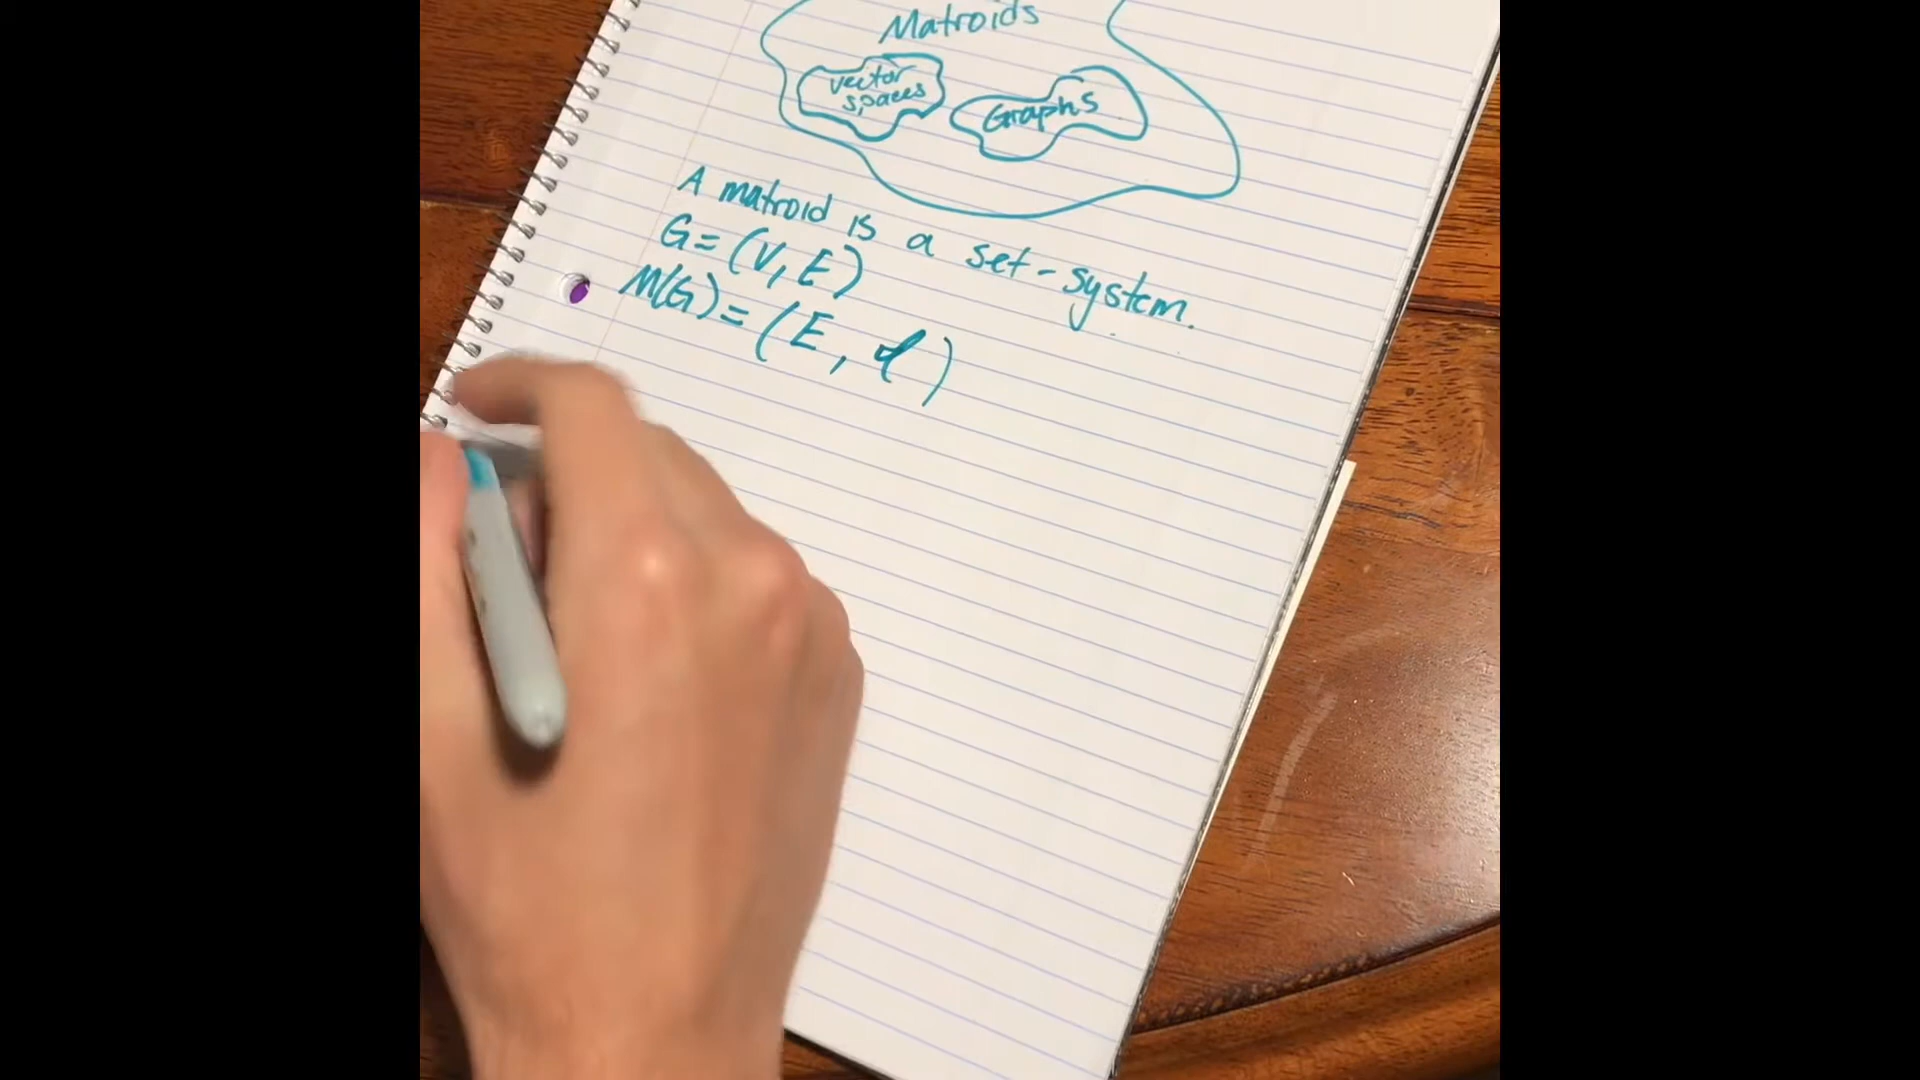 Matroids
vector
spaces
Graphs
A matroid is a set-system.
G = (V, E)
M(G) = (E, ℐ)